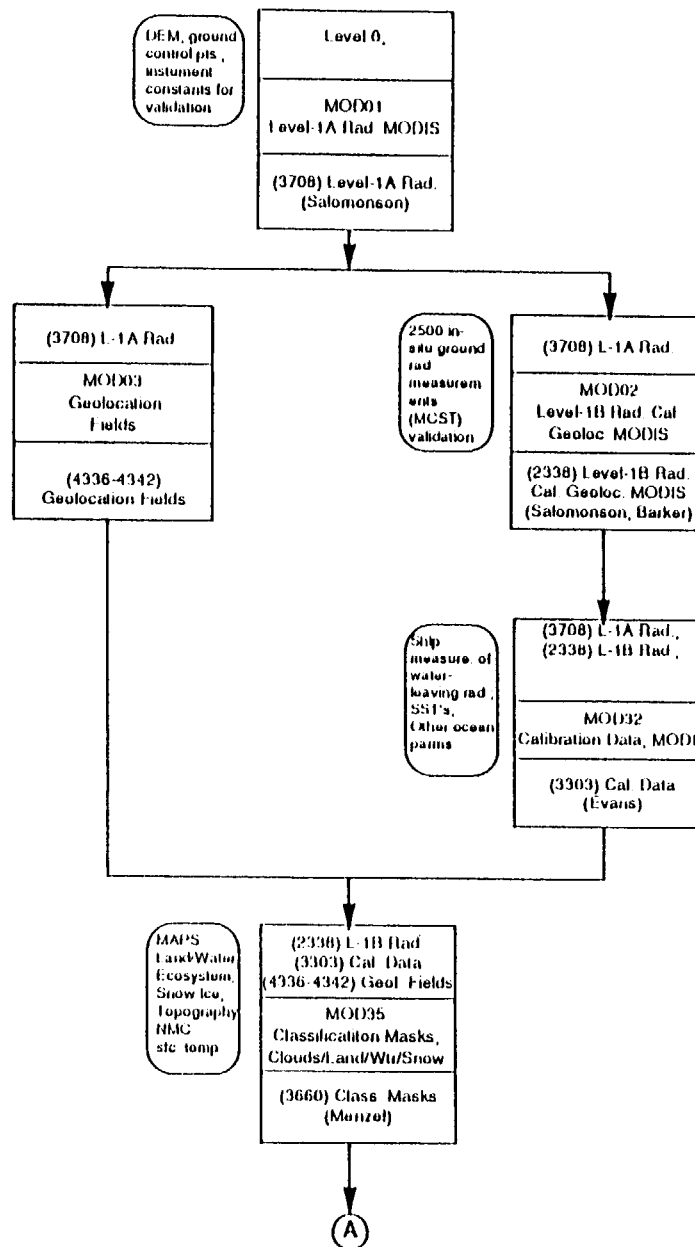 DEM, ground
control pts.,
instument
constants for
validation
Level 0,
MOD01
Level-1A Rad. MODIS
(3708) Level-1A Rad.
(Salomonson)
(3708) L-1A Rad
MOD03
Geolocation
Fields
(4336-4342)
Geolocation Fields
2500 in-
situ ground
rad
measurem
ents
(MCST)
validation
(3708) L-1A Rad.
MOD02
Level-1B Rad. Cal.
Geoloc. MODIS
(2338) Level-1B Rad.
Cal. Geoloc. MODIS
(Salomonson, Barker)
Ship
measure. of
water-
leaving rad.,
SST's,
Other ocean
parms
(3708) L-1A Rad.,
(2338) L-1B Rad.,
MOD32
Calibration Data, MODI
(3303) Cal. Data
(Evans)
MAPS
Land/Water
Ecosystem,
Snow Ice,
Topography
NMC
sfc. temp
(2338) L-1B Rad
(3303) Cal. Data
(4336-4342) Geol. Fields
MOD35
Classificaliton Masks,
Clouds/Land/Wtr/Snow
(3660) Class. Masks
(Menzel)
A